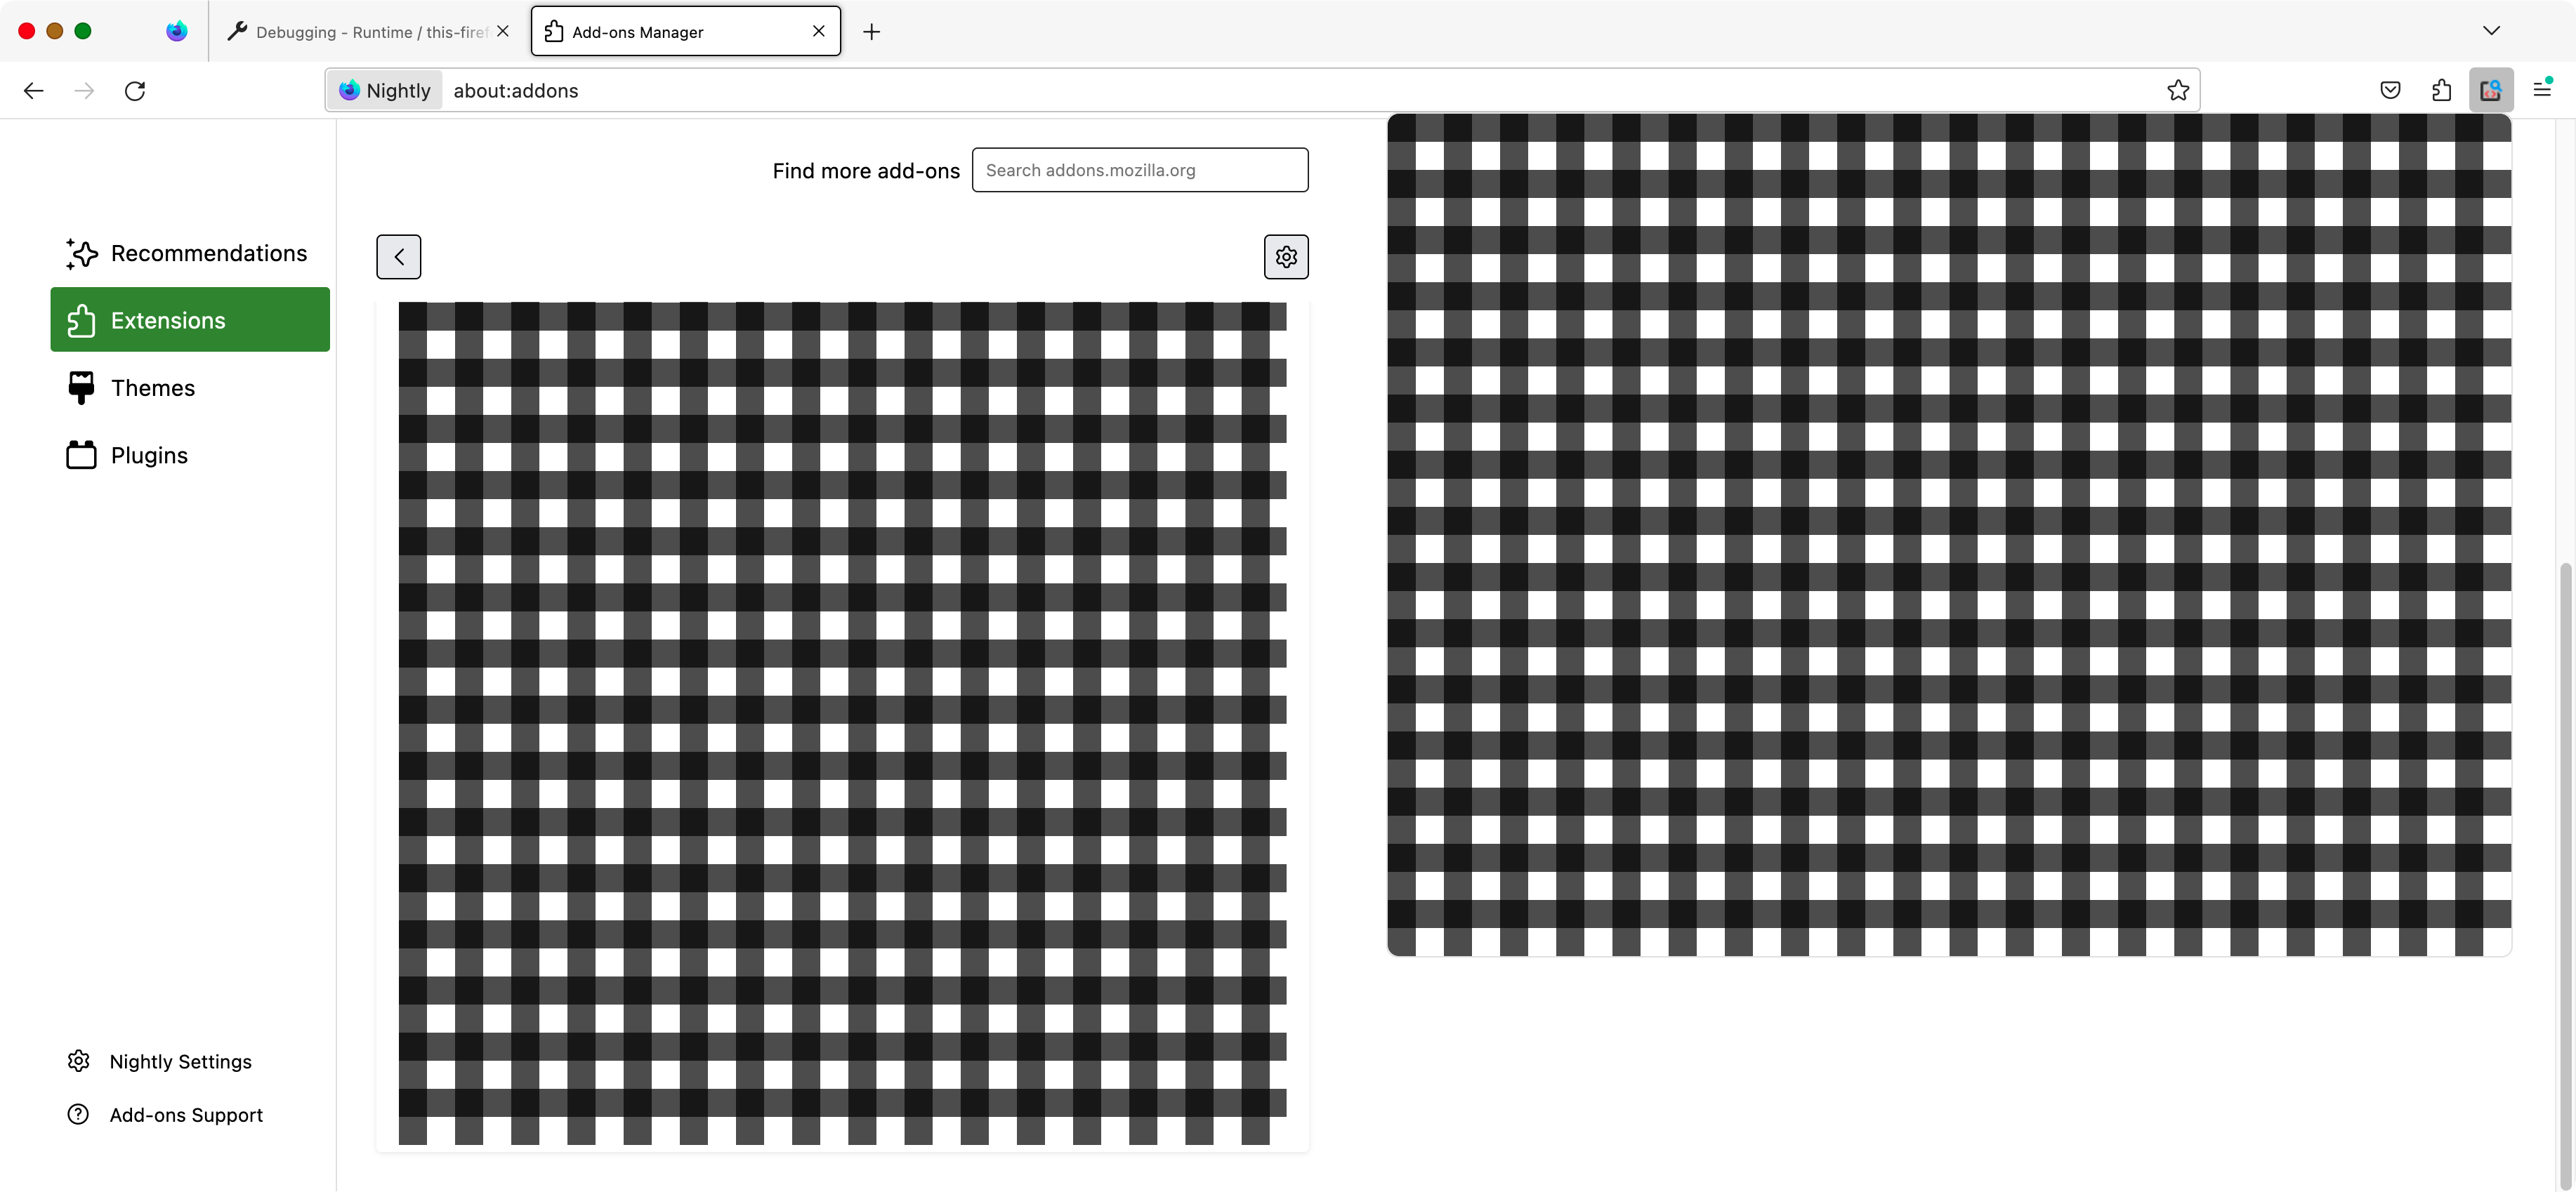 Debugging - Runtime / this-firef
Add-ons Manager
Nightly
about:addons
Find more add-ons
Search addons.mozilla.org
Recommendations
Extensions
Themes
Plugins
Nightly Settings
Add-ons Support